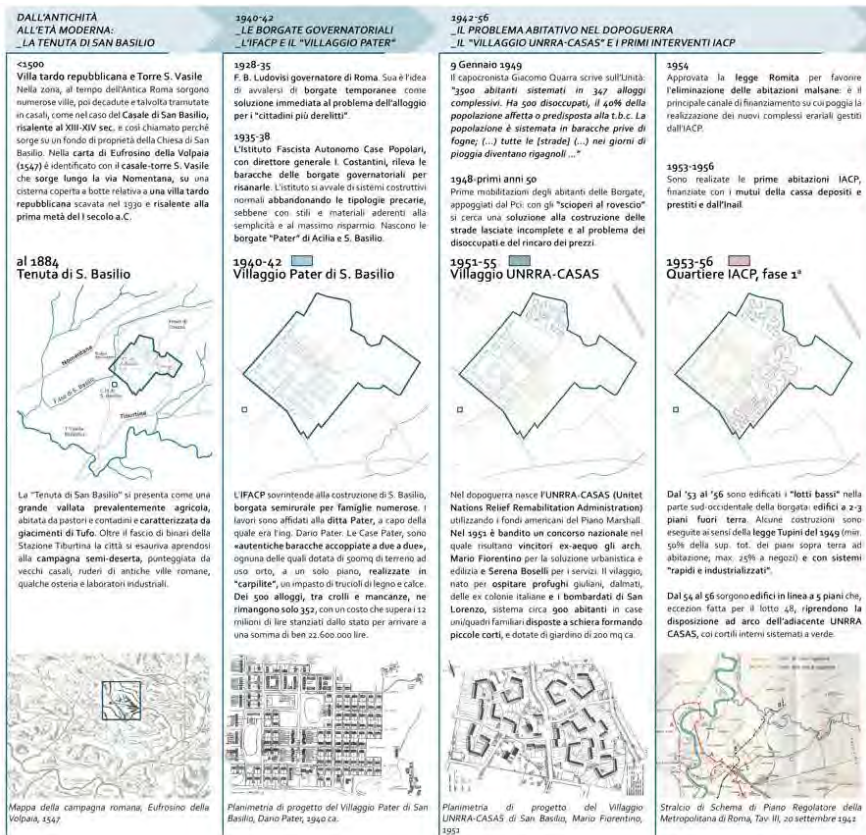 DALL'ANTICHITÀ
ALL'ETÀ MODERNA:
_LA TENUTA DI SAN BASILIO
<1500
Villa tardo repubblicana e Torre S. Vasile
Nella zona, al tempo dell'Antica Roma sorgono
numerose ville, poi decadute e talvolta tramutate
in casali, come nel caso del Casale di San Basilio,
risalente al XIII-XIV sec. e così chiamato perché
sorge su un fondo di proprietà della Chiesa di San
Basilio. Nella carta di Eufrosino della Volpaia
(1547) è identificato con il casale-torre S. Vasile
che sorge lungo la via Nomentana, su una
cisterna coperta a botte relativa a una villa tardo
repubblicana scavata nel 1930 e risalente alla
prima metà del I secolo a.C.
al 1884
Tenuta di S. Basilio
Nomentana
F.sso di S. Basilio
Tiburtina
La "Tenuta di San Basilio" si presenta come una
grande vallata prevalentemente agricola,
abitata da pastori e contadini e caratterizzata da
giacimenti di Tufo. Oltre il fascio di binari della
Stazione Tiburtina la città si esauriva aprendosi
alla campagna semi-deserta, punteggiata da
vecchi casali, ruderi di antiche ville romane,
qualche osteria e laboratori industriali.
Mappa della campagna romana, Eufrosino della
Volpaia, 1547
1940-42
_LE BORGATE GOVERNATORIALI
_L'IFACP E IL "VILLAGGIO PATER"
1928-35
F. B. Ludovisi governatore di Roma. Sua è l'idea
di avvalersi di borgate temporanee come
soluzione immediata al problema dell'alloggio
per i "cittadini più derelitti"
1935-38
L'Istituto Fascista Autonomo Case Popolari,
con direttore generale I. Costantini, rileva le
baracche delle borgate governatoriali per
risanarle. L'istituto si avvale di sistemi costruttivi
normali abbandonando le tipologie precarie,
sebbene con stili e materiali aderenti alla
semplicità e al massimo risparmio. Nascono le
borgate "Pater" di Acilia e S. Basilio.
1940-42
Villaggio Pater di S. Basilio
L'IFACP sovrintende alla costruzione di S. Basilio,
borgata semirurale per famiglie numerose. I
lavori sono affidati alla ditta Pater, a capo della
quale era l'ing. Dario Pater. Le Case Pater, sono
«autentiche baracche accoppiate a due a due»,
ognuna delle quali dotata di 500mq di terreno ad
uso orto, a un solo piano, realizzate in
"carpilite", un impasto di trucioli di legno e calce.
Dei 500 alloggi, tra crolli e mancanze, ne
rimangono solo 352, con un costo che supera i 12
milioni di lire stanziati dallo stato per arrivare a
una somma di ben 22.600.000 lire.
Planimetria di progetto del Villaggio Pater di San
Basilio, Dario Pater, 1940 ca.
1942-56
_IL PROBLEMA ABITATIVO NEL DOPOGUERRA
_IL "VILLAGGIO UNRRA-CASAS" E I PRIMI INTERVENTI IACP
9 Gennaio 1949
Il capocronista Giacomo Quarra scrive sull'Unità:
"3500 abitanti sistemati in 347 alloggi
complessivi. Ha 500 disoccupati, il 40% della
popolazione affetta o predisposta alla t.b.c. La
popolazione è sistemata in baracche prive di
fogne; (...) tutte le [strade] (...) nei giorni di
pioggia diventano rigagnoli ..."
1948-primi anni 50
Prime mobilitazioni degli abitanti delle Borgate,
appoggiati dal Pci: con gli "scioperi al rovescio"
si cerca una soluzione alla costruzione delle
strade lasciate incomplete e al problema dei
disoccupati e del rincaro dei prezzi.
1951-55
Villaggio UNRRA-CASAS
Nel dopoguerra nasce l'UNRRA-CASAS (Unitet
Nations Relief Remabilitation Administration)
utilizzando i fondi americani del Piano Marshall.
Nel 1951 è bandito un concorso nazionale nel
quale risultano vincitori ex-aequo gli arch.
Mario Fiorentino per la soluzione urbanistica e
edilizia e Serena Boselli per i servizi. Il villaggio,
nato per ospitare profughi giuliani, dalmati,
delle ex colonie italiane e i bombardati di San
Lorenzo, sistema circa 900 abitanti in case
uni/quadri familiari disposte a schiera formando
piccole corti, e dotate di giardino di 200 mq ca.
Planimetria di progetto del Villaggio
UNRRA-CASAS di San Basilio, Mario Fiorentino,
1951
1954
Approvata la legge Romita per favorire
l'eliminazione delle abitazioni malsane: è il
principale canale di finanziamento su cui poggia la
realizzazione dei nuovi complessi erariali gestiti
dall'IACP.
1953-1956
Sono realizate le prime abitazioni IACP,
finanziate con i mutui della cassa depositi e
prestiti e dall'Inail.
1953-56
Quartiere IACP, fase 1ª
Dal '53 al '56 sono edificati i "lotti bassi" nella
parte sud-occidentale della borgata: edifici a 2-3
piani fuori terra. Alcune costruzioni sono
eseguite ai sensi della legge Tupini del 1949 (min.
50% della sup. tot. dei piani sopra terra ad
abitazione, max. 25% a negozi) e con sistemi
"rapidi e industrializzati".
Dal 54 al 56 sorgono edifici in linea a 5 piani che,
eccezion fatta per il lotto 48, riprendono la
disposizione ad arco dell'adiacente UNRRA
CASAS, coi cortili interni sistemati a verde.
Stralcio di Schema di Piano Regolatore della
Metropolitana di Roma, Tav. III, 20 settembre 1941